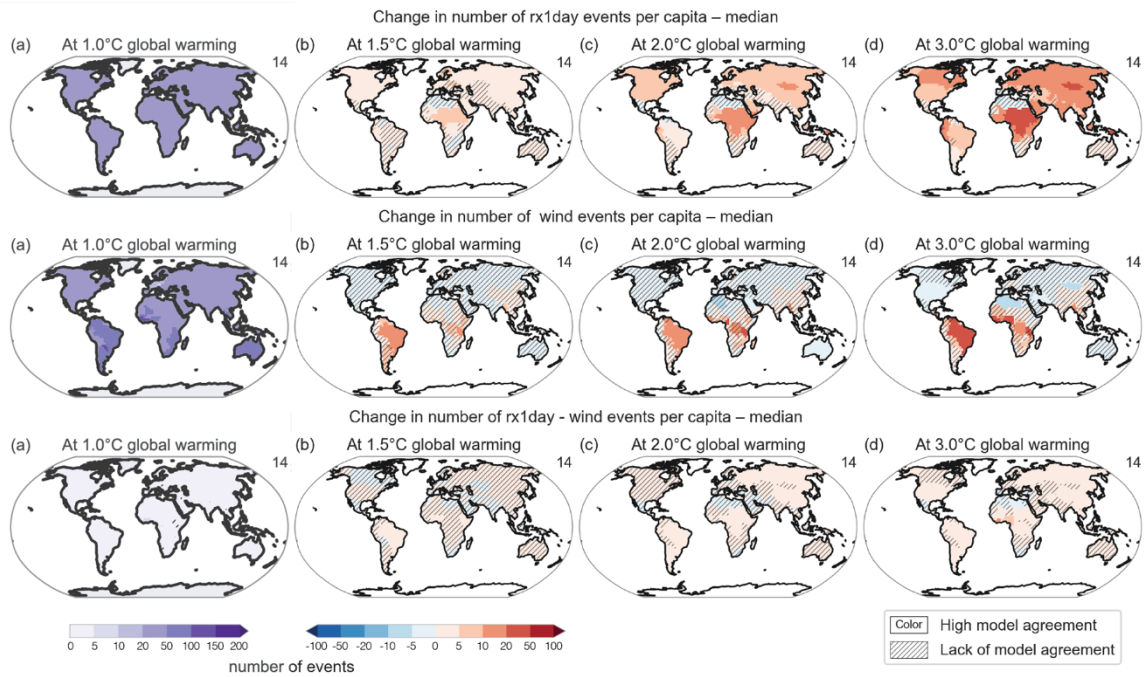 Change in number of rx1day events per capita – median
(a) At 1.0°C global warming 14
(b) At 1.5°C global warming 14
(c) At 2.0°C global warming 14
(d) At 3.0°C global warming 14
Change in number of wind events per capita – median
(a) At 1.0°C global warming 14
(b) At 1.5°C global warming 14
(c) At 2.0°C global warming 14
(d) At 3.0°C global warming 14
Change in number of rx1day - wind events per capita – median
(a) At 1.0°C global warming 14
(b) At 1.5°C global warming 14
(c) At 2.0°C global warming 14
(d) At 3.0°C global warming 14
0 5 10 20 50 100 150 200
number of events
-100 -50 -20 -10 0 5 10 20 50 100
Color High model agreement
Lack of model agreement